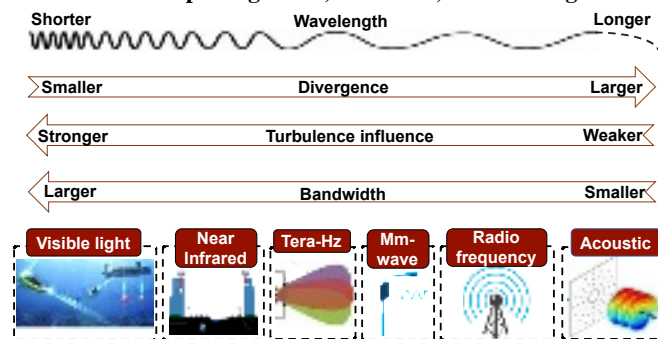 Shorter Wavelength Longer
Smaller Divergence Larger
Stronger Turbulence influence Weaker
Larger Bandwidth Smaller
Visible light
Near
Infrared
Tera-Hz
Mm-
wave
Radio
frequency
Acoustic